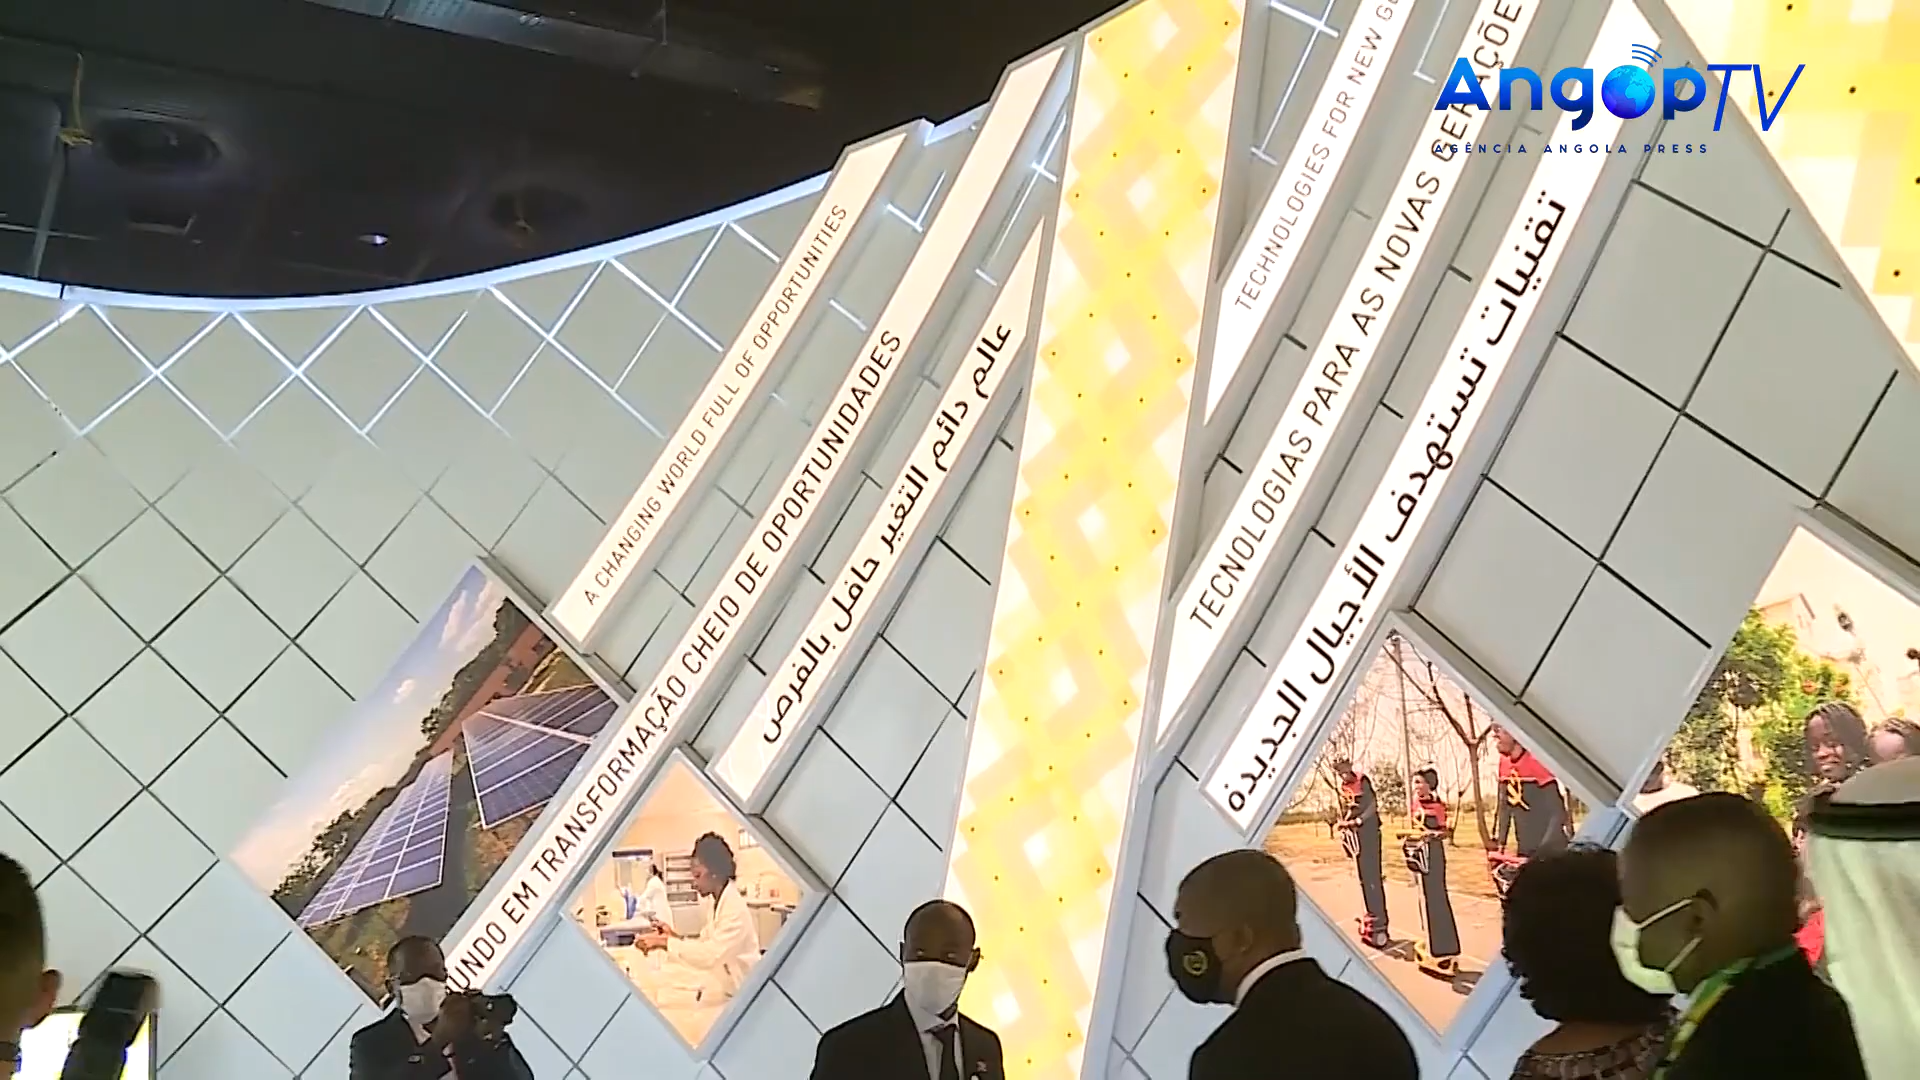 A CHANGING WORLD FULL OF OPPORTUNITIES
UNDO EM TRANSFORMAÇÃO CHEIO DE OPORTUNIDADES
عالم دائم التغيير حافل بالفرص
TECHNOLOGIES FOR NEW
TECNOLOGIAS PARA AS NOVAS GERAÇÕE
تقنيات تستهدف الأجيال الجديدة
AngopTV
AGÊNCIA ANGOLA PRESS